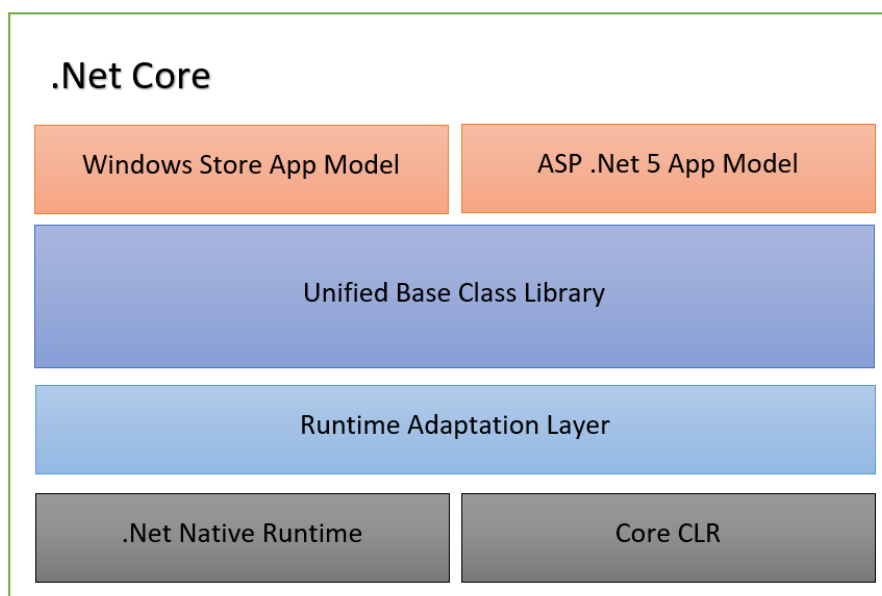 .Net Core
Windows Store App Model
ASP .Net 5 App Model
Unified Base Class Library
Runtime Adaptation Layer
.Net Native Runtime
Core CLR